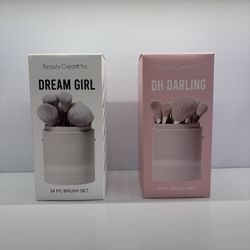 Beauty Creations
DREAM GIRL
24 PC BRUSH SET
Beauty Creations
OH DARLING
24 PC BRUSH SET